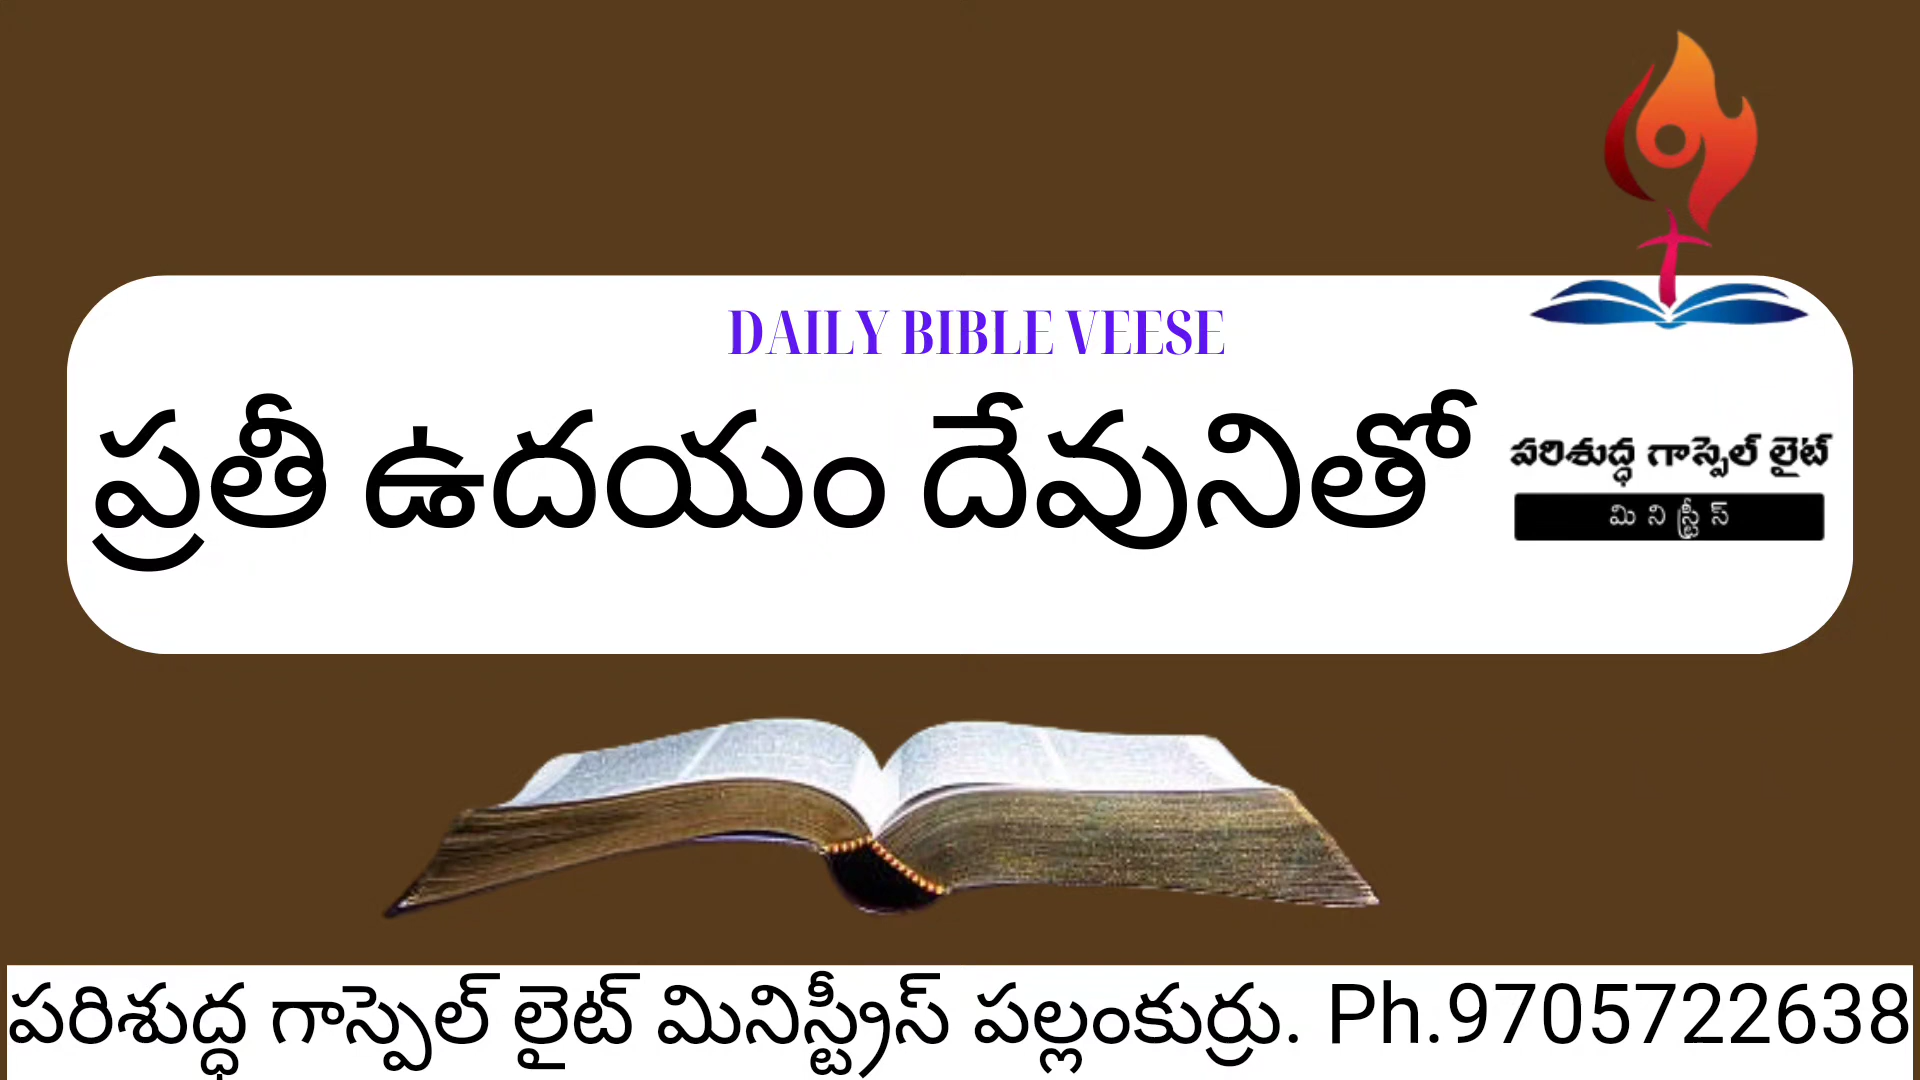 DAILY BIBLE VEESE
ప్రతీ ఉదయం దేవునితో
పరిశుద్ధ గాస్పెల్ లైట్
మినిస్ట్రీస్
పరిశుద్ధ గాస్పెల్ లైట్ మినిస్ట్రీస్ పల్లంకుర్రు. Ph.9705722638